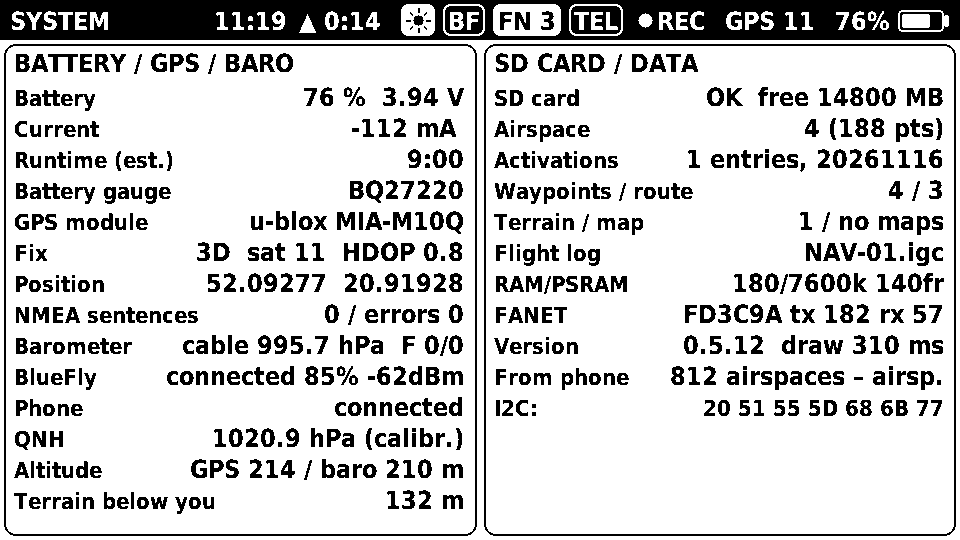 SYSTEM 11:19 ▲ 0:14 BF FN 3 TEL ●REC GPS 11 76%
BATTERY / GPS / BARO
Battery 76 % 3.94 V
Current -112 mA
Runtime (est.) 9:00
Battery gauge BQ27220
GPS module u-blox MIA-M10Q
Fix 3D sat 11 HDOP 0.8
Position 52.09277 20.91928
NMEA sentences 0 / errors 0
Barometer cable 995.7 hPa F 0/0
BlueFly connected 85% -62dBm
Phone connected
QNH 1020.9 hPa (calibr.)
Altitude GPS 214 / baro 210 m
Terrain below you 132 m
SD CARD / DATA
SD card OK free 14800 MB
Airspace 4 (188 pts)
Activations 1 entries, 20261116
Waypoints / route 4 / 3
Terrain / map 1 / no maps
Flight log NAV-01.igc
RAM/PSRAM 180/7600k 140fr
FANET FD3C9A tx 182 rx 57
Version 0.5.12 draw 310 ms
From phone 812 airspaces – airsp.
I2C: 20 51 55 5D 68 6B 77